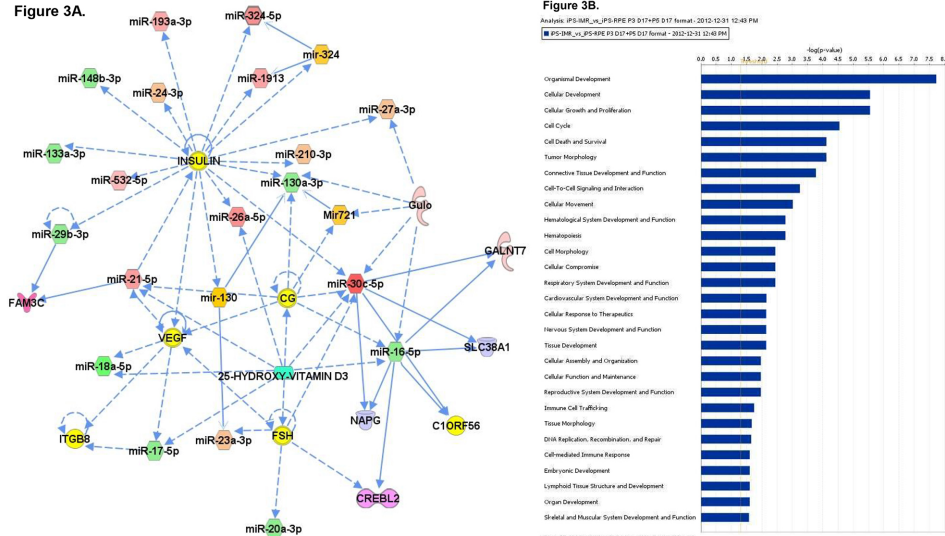 Figure 3A.
miR-193a-3p
miR-324-5p
mir-324
miR-148b-3p
miR-24-3p
miR-1913
miR-27a-3p
miR-133a-3p
INSULIN
miR-210-3p
miR-532-5p
miR-130a-3p
miR-26a-5p
Mir721
Gulo
miR-29b-3p
GALNT7
miR-21-5p
mir-130
CG
miR-30c-5p
FAM3C
VEGF
miR-16-5p
SLC38A1
miR-18a-5p
25-HYDROXY-VITAMIN D3
NAPG
C1ORF56
ITGB8
miR-17-5p
miR-23a-3p
FSH
CREBL2
miR-20a-3p
Figure 3B.
Analysis: iPS-IMR_vs_iPS-RPE P3 D17+P5 D17 format - 2012-12-31 12:43 PM
iPS-IMR_vs_iPS-RPE P3 D17+P5 D17 format - 2012-12-31 12:43 PM
-log(p-value)
0.0 0.5 1.0 1.5 2.0 2.5 3.0 3.5 4.0 4.5 5.0 5.5 6.0 6.5 7.0 7.5
Organismal Development
Cellular Development
Cellular Growth and Proliferation
Cell Cycle
Cell Death and Survival
Tumor Morphology
Connective Tissue Development and Function
Cell-To-Cell Signaling and Interaction
Cellular Movement
Hematological System Development and Function
Hematopoiesis
Cell Morphology
Cellular Compromise
Respiratory System Development and Function
Cardiovascular System Development and Function
Cellular Response to Therapeutics
Nervous System Development and Function
Tissue Development
Cellular Assembly and Organization
Cellular Function and Maintenance
Reproductive System Development and Function
Immune Cell Trafficking
Tissue Morphology
DNA Replication, Recombination, and Repair
Cell-mediated Immune Response
Embryonic Development
Lymphoid Tissue Structure and Development
Organ Development
Skeletal and Muscular System Development and Function